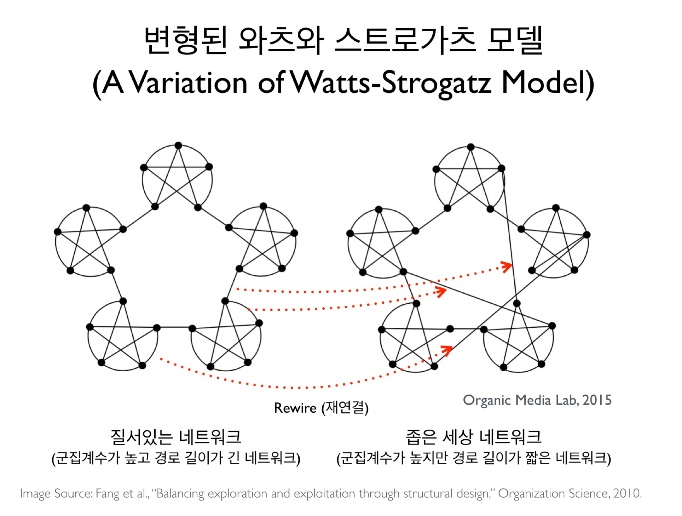 변형된 와츠와 스트로가츠 모델
(A Variation of Watts-Strogatz Model)
Rewire (재연결)
Organic Media Lab, 2015
질서있는 네트워크
(군집계수가 높고 경로 길이가 긴 네트워크)
좁은 세상 네트워크
(군집계수가 높지만 경로 길이가 짧은 네트워크)
Image Source: Fang et al., “Balancing exploration and exploitation through structural design,” Organization Science, 2010.